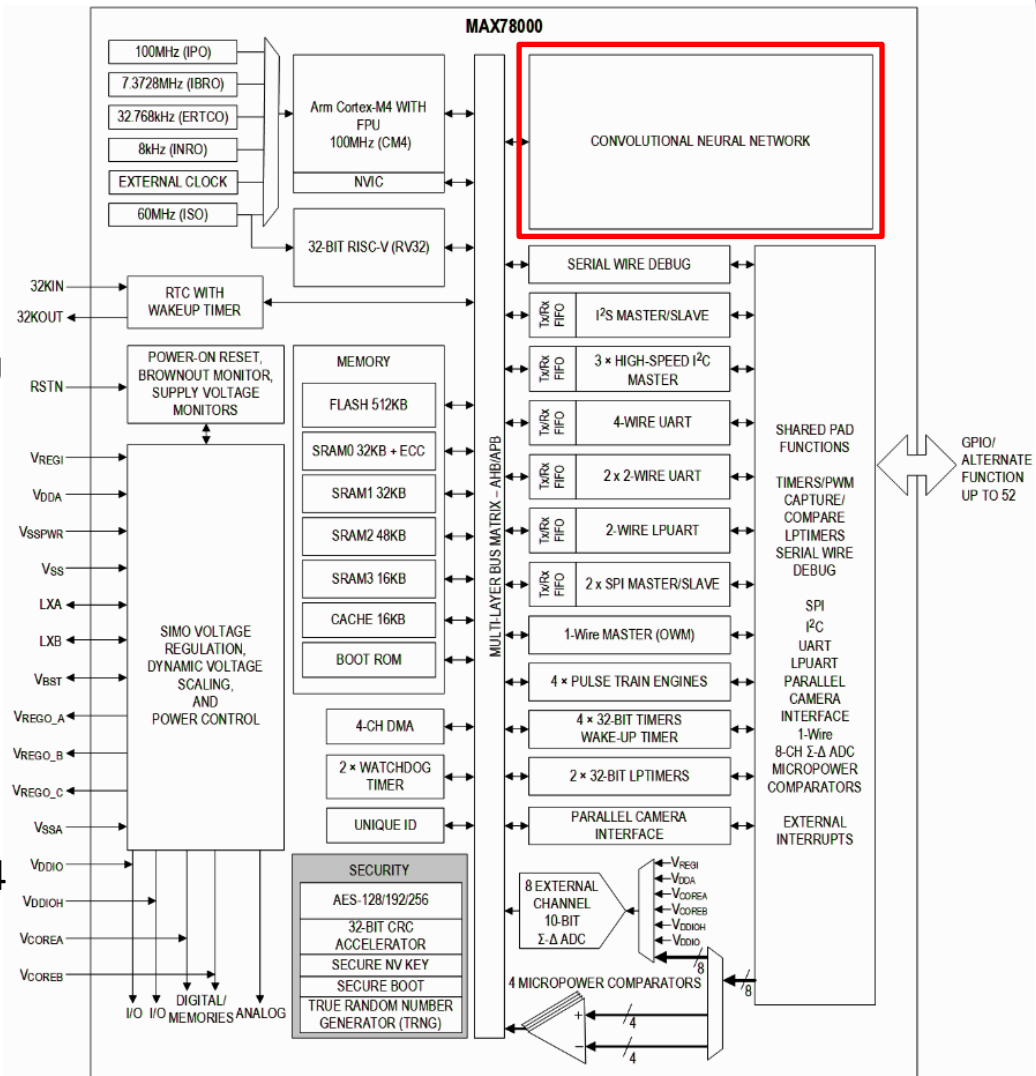 MAX78000
100MHz (IPO)
7.3728MHz (IBRO)
32.768kHz (ERTCO)
8kHz (INRO)
EXTERNAL CLOCK
60MHz (ISO)
Arm Cortex-M4 WITH
FPU
100MHz (CM4)
NVIC
32-BIT RISC-V (RV32)
CONVOLUTIONAL NEURAL NETWORK
32KIN
32KOUT
RTC WITH
WAKEUP TIMER
RSTN
POWER-ON RESET,
BROWNOUT MONITOR,
SUPPLY VOLTAGE
MONITORS
VREGI
VDDA
VSSPWR
VSS
LXA
LXB
VBST
VREGO_A
VREGO_B
VREGO_C
VSSA
VDDIO
4
VDDIOH
VCOREA
VCOREB
SIMO VOLTAGE
REGULATION,
DYNAMIC VOLTAGE
SCALING,
AND
POWER CONTROL
I/O I/O DIGITAL/
MEMORIES ANALOG
MEMORY
FLASH 512KB
SRAM0 32KB + ECC
SRAM1 32KB
SRAM2 48KB
SRAM3 16KB
CACHE 16KB
BOOT ROM
4-CH DMA
2 × WATCHDOG
TIMER
UNIQUE ID
SECURITY
AES-128/192/256
32-BIT CRC
ACCELERATOR
SECURE NV KEY
SECURE BOOT
TRUE RANDOM NUMBER
GENERATOR (TRNG)
MULTI-LAYER BUS MATRIX – AHB/APB
SERIAL WIRE DEBUG
Tx/Rx
FIFO
I²S MASTER/SLAVE
Tx/Rx
FIFO
3 × HIGH-SPEED I²C
MASTER
Tx/Rx
FIFO
4-WIRE UART
Tx/Rx
FIFO
2 x 2-WIRE UART
Tx/Rx
FIFO
2-WIRE LPUART
Tx/Rx
FIFO
2 x SPI MASTER/SLAVE
1-Wire MASTER (OWM)
4 × PULSE TRAIN ENGINES
4 × 32-BIT TIMERS
WAKE-UP TIMER
2 × 32-BIT LPTIMERS
PARALLEL CAMERA
INTERFACE
8 EXTERNAL
CHANNEL
10-BIT
Σ-Δ ADC
VREGI
VDDA
VCOREA
VCOREB
VDDIOH
VDDIO
8
4 MICROPOWER COMPARATORS
8
+
4
−
4
SHARED PAD
FUNCTIONS
TIMERS/PWM
CAPTURE/
COMPARE
LPTIMERS
SERIAL WIRE
DEBUG
SPI
I²C
UART
LPUART
PARALLEL
CAMERA
INTERFACE
1-Wire
8-CH Σ-Δ ADC
MICROPOWER
COMPARATORS
EXTERNAL
INTERRUPTS
GPIO/
ALTERNATE
FUNCTION
UP TO 52